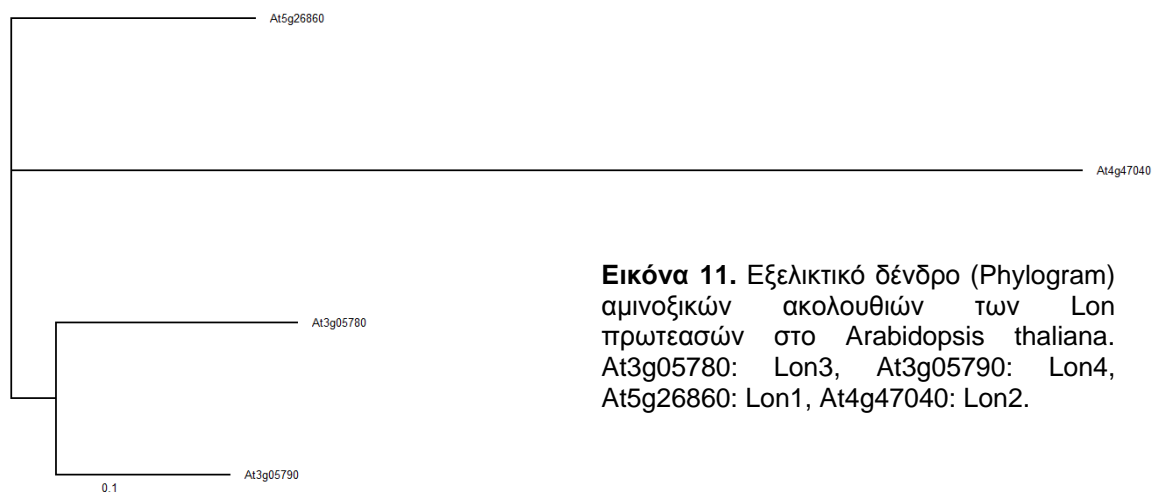 At5g26860
At4g47040
Εικόνα 11. Εξελικτικό δένδρο (Phylogram)
αμινοξικών ακολουθιών των Lon
πρωτεασών στο Arabidopsis thaliana.
At3g05780: Lon3, At3g05790: Lon4,
At5g26860: Lon1, At4g47040: Lon2.
At3g05780
At3g05790
0.1